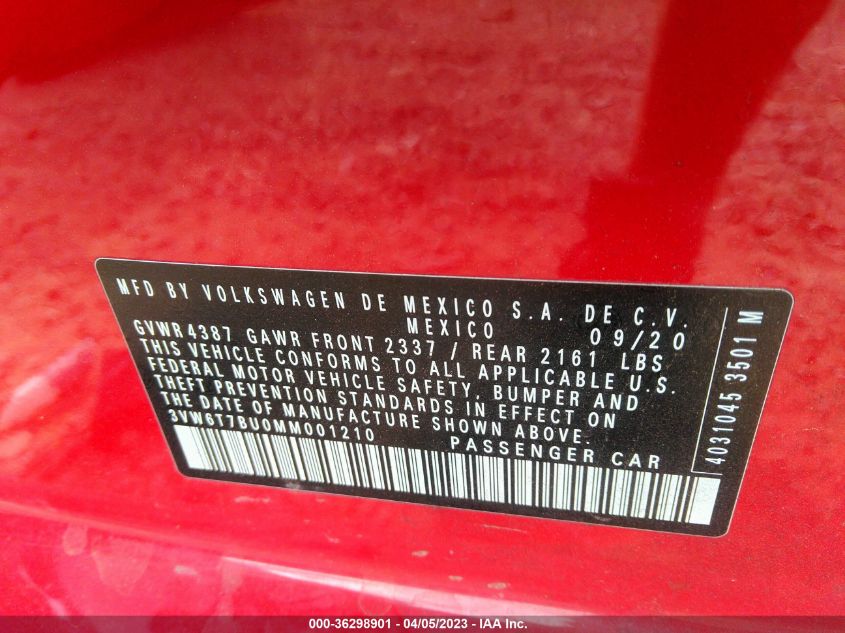 MFD BY VOLKSWAGEN DE MEXICO S.A. DE C.V.
MEXICO 09/20
GVWR 4387 GAWR FRONT 2337 / REAR 2161 LBS
THIS VEHICLE CONFORMS TO ALL APPLICABLE U.S.
FEDERAL MOTOR VEHICLE SAFETY, BUMPER AND
THEFT PREVENTION STANDARDS IN EFFECT ON
THE DATE OF MANUFACTURE SHOWN ABOVE.
3VW6T7BU0MM001210 PASSENGER CAR
4031045 3501 M
000-36298901 - 04/05/2023 - IAA Inc.